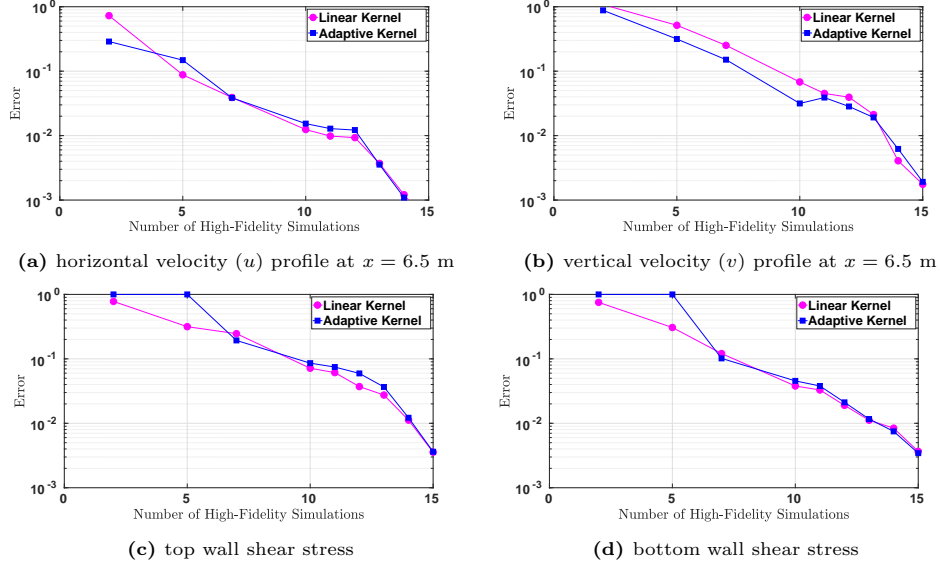 10^0
10^-1
10^-2
10^-3
Error
Linear Kernel
Adaptive Kernel
0 5 10 15
Number of High-Fidelity Simulations
(a) horizontal velocity (u) profile at x = 6.5 m
10^0
10^-1
10^-2
10^-3
Error
Linear Kernel
Adaptive Kernel
0 5 10 15
Number of High-Fidelity Simulations
(b) vertical velocity (v) profile at x = 6.5 m
10^0
10^-1
10^-2
10^-3
Error
Linear Kernel
Adaptive Kernel
0 5 10 15
Number of High-Fidelity Simulations
(c) top wall shear stress
10^0
10^-1
10^-2
10^-3
Error
Linear Kernel
Adaptive Kernel
0 5 10 15
Number of High-Fidelity Simulations
(d) bottom wall shear stress